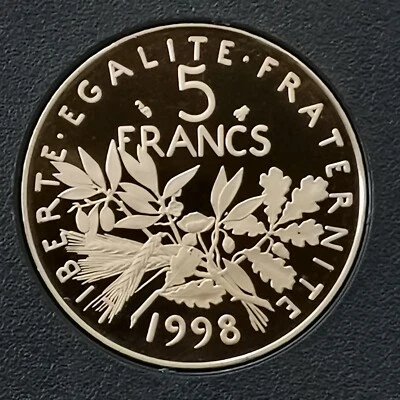 LIBERTE·EGALITE·FRATERNITE
5
FRANCS
1998